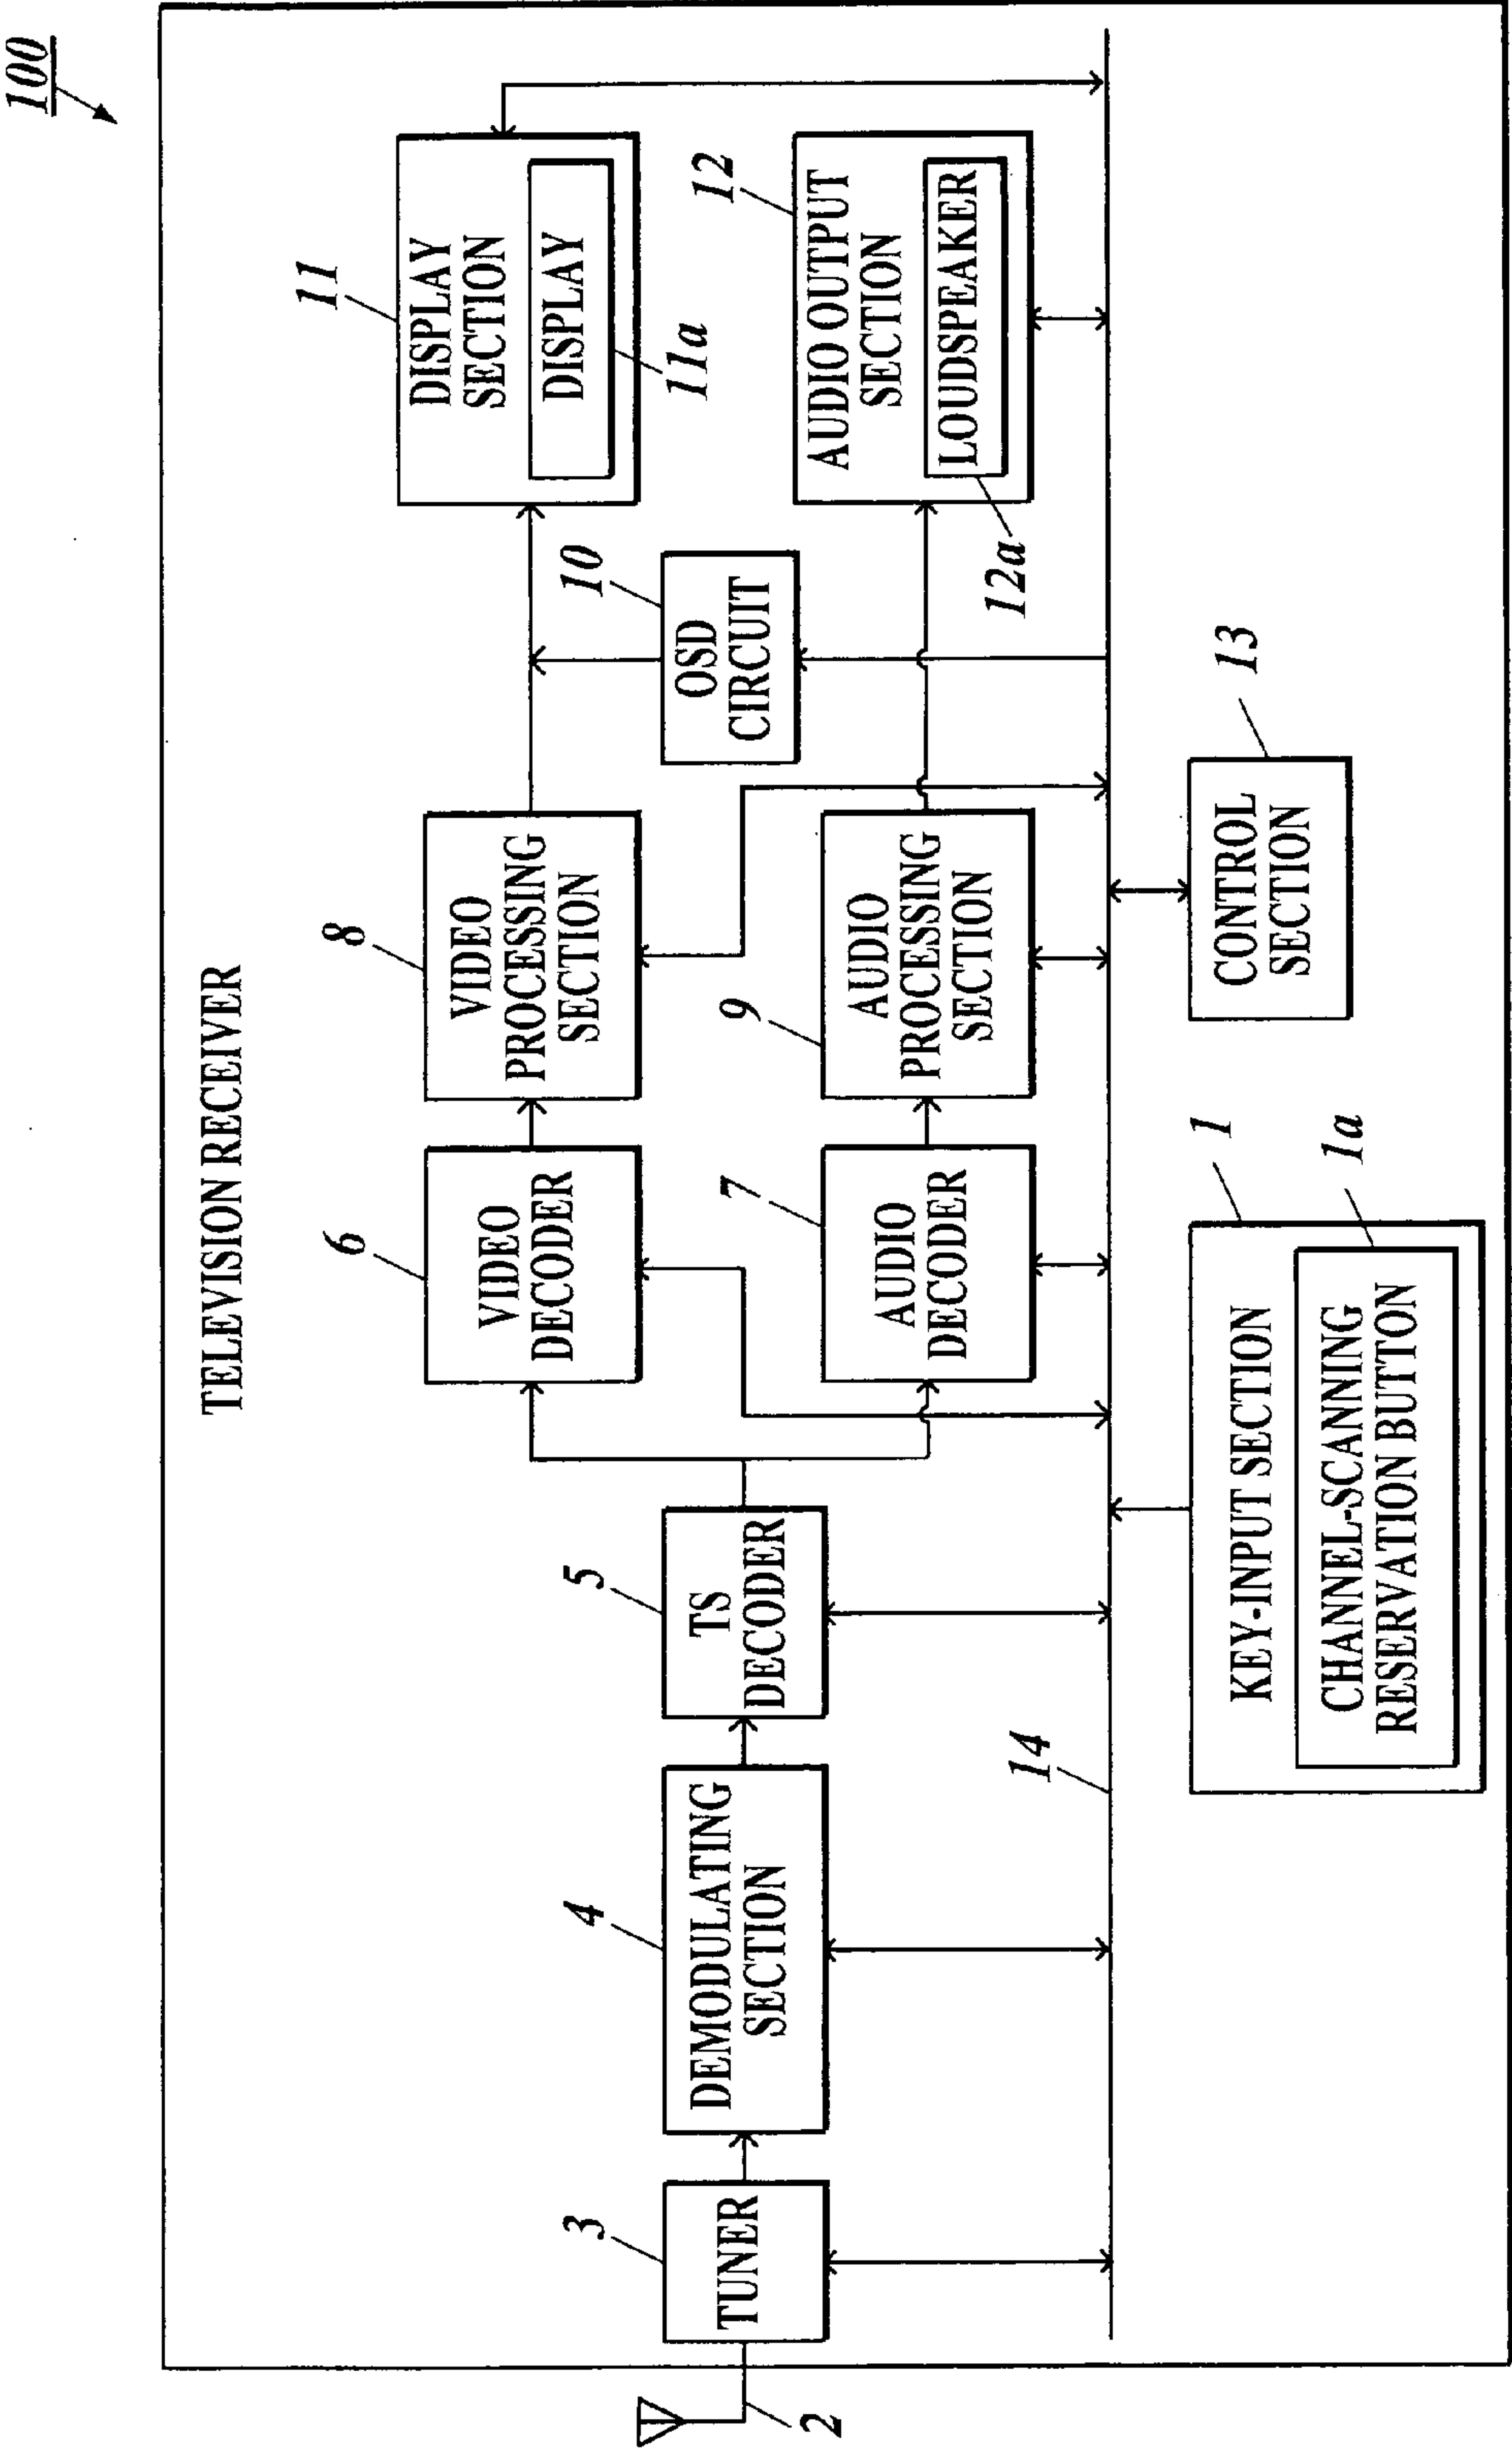 100
TELEVISION RECEIVER
2
3
TUNER
4
DEMODULATING
SECTION
5
TS
DECODER
6
VIDEO
DECODER
7
AUDIO
DECODER
8
VIDEO
PROCESSING
SECTION
9
AUDIO
PROCESSING
SECTION
10
OSD
CIRCUIT
11
DISPLAY
SECTION
DISPLAY
11a
12
AUDIO OUTPUT
SECTION
LOUDSPEAKER
12a
14
1
KEY-INPUT SECTION
1a
CHANNEL-SCANNING
RESERVATION BUTTON
13
CONTROL
SECTION